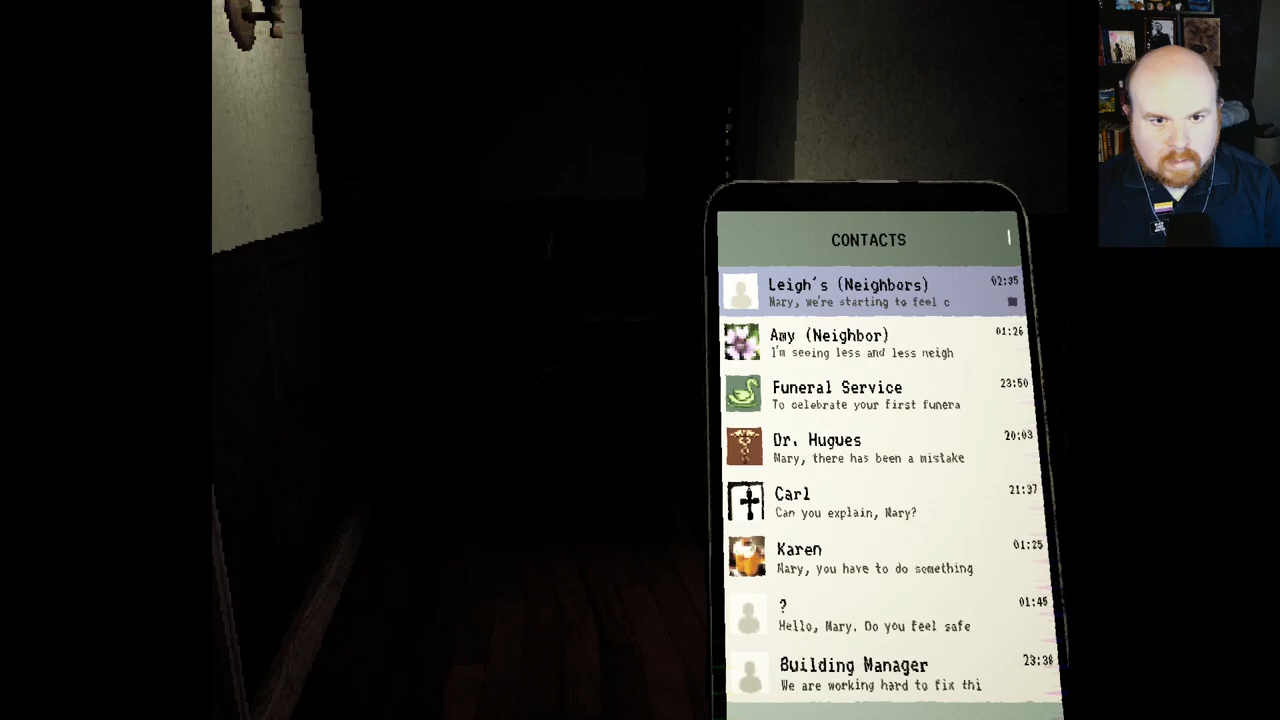 CONTACTS
Leigh's (Neighbors) 02:35
Mary, we're starting to feel c
Amy (Neighbor) 01:26
I'm seeing less and less neigh
Funeral Service 23:50
To celebrate your first funera
Dr. Hugues 20:03
Mary, there has been a mistake
Carl 21:37
Can you explain, Mary?
Karen 01:25
Mary, you have to do something
? 01:45
Hello, Mary. Do you feel safe
Building Manager 23:36
We are working hard to fix thi